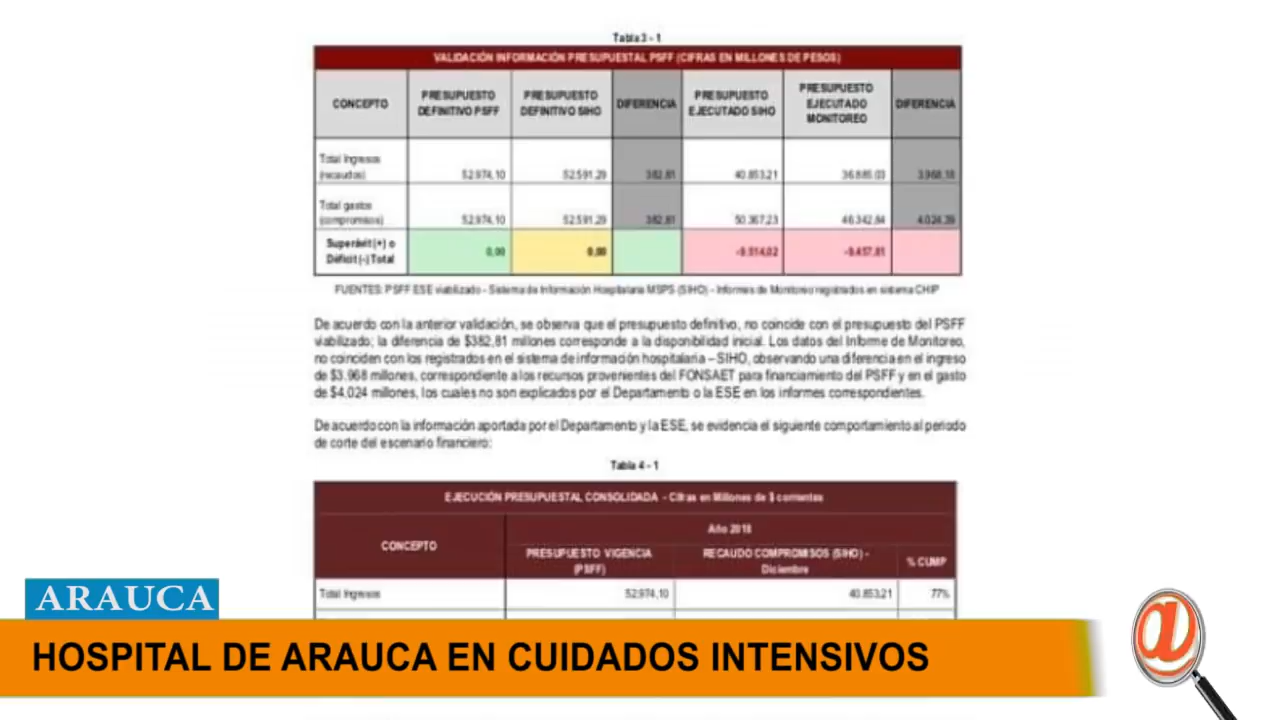 Tabla 3 - 1
VALIDACIÓN INFORMACIÓN PRESUPUESTAL PSFF (CIFRAS EN MILLONES DE PESOS)
CONCEPTO PRESUPUESTO DEFINITIVO PSFF PRESUPUESTO DEFINITIVO SIHO DIFERENCIA PRESUPUESTO EJECUTADO SIHO PRESUPUESTO EJECUTADO MONITOREO DIFERENCIA
Total Ingresos (recaudos) 52.974,10 52.591,29 382,81 40.853,21 36.885,03 3.968,18
Total gastos (compromisos) 52.974,10 52.591,29 382,81 50.367,23 46.342,84 4.024,39
Superávit (+) o Déficit (-) Total 0,00 0,00 -9.514,02 -9.457,81
FUENTES: PSFF ESE viabilizado - Sistema de Información Hospitalaria MSPS (SIHO) - Informes de Monitoreo registrados en sistema CHIP
De acuerdo con la anterior validación, se observa que el presupuesto definitivo, no coincide con el presupuesto del PSFF
viabilizado; la diferencia de $382,81 millones corresponde a la disponibilidad inicial. Los datos del Informe de Monitoreo,
no coinciden con los registrados en el sistema de información hospitalaria – SIHO, observando una diferencia en el ingreso
de $3.968 millones, correspondiente a los recursos provenientes del FONSAET para financiamiento del PSFF y en el gasto
de $4.024 millones, los cuales no son explicados por el Departamento o la ESE en los informes correspondientes.
De acuerdo con la información aportada por el Departamento y la ESE, se evidencia el siguiente comportamiento al periodo
de corte del escenario financiero:
Tabla 4 - 1
EJECUCIÓN PRESUPUESTAL CONSOLIDADA - Cifras en Millones de $ corrientes
CONCEPTO Año 2018
PRESUPUESTO VIGENCIA (PSFF) RECAUDO COMPROMISOS (SIHO) - Diciembre % CUMP
Total Ingresos 52.974,10 40.853,21 77%
ARAUCA
HOSPITAL DE ARAUCA EN CUIDADOS INTENSIVOS
@